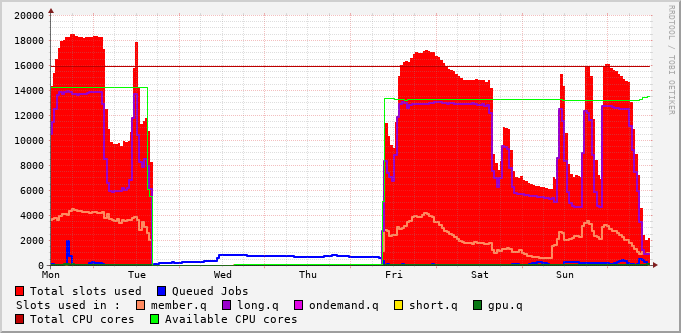 20000
18000
16000
14000
12000
10000
8000
6000
4000
2000
0
Mon Tue Wed Thu Fri Sat Sun
RRDTOOL / TOBI OETIKER
Total slots used Queued Jobs
Slots used in : member.q long.q ondemand.q short.q gpu.q
Total CPU cores Available CPU cores